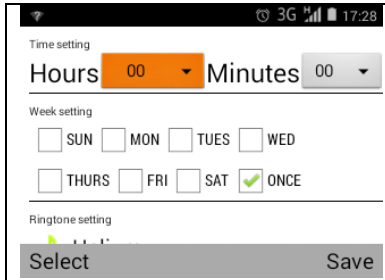 3G H 17:28
Time setting
Hours 00 Minutes 00
Week setting
SUN MON TUES WED
THURS FRI SAT ONCE
Ringtone setting
Select Save